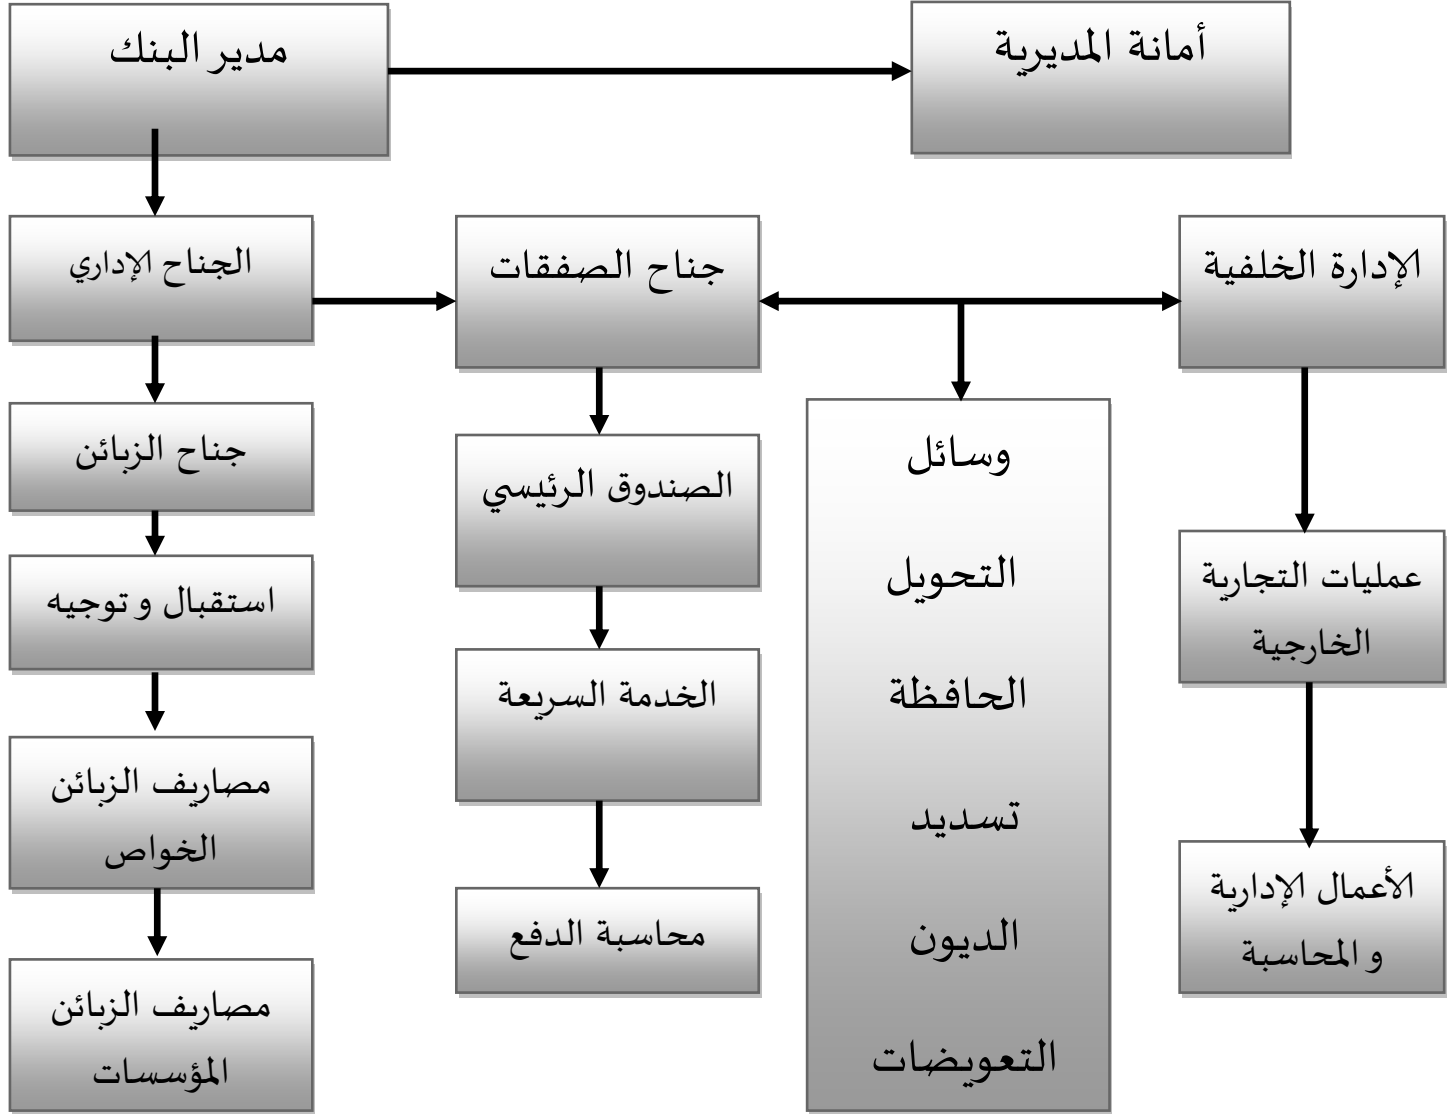 أمانة المديرية
مدير البنك
الإدارة الخلفية
جناح الصفقات
الجناح الإداري
وسائل
التحويل
الحافظة
تسديد
الديون
التعويضات
عمليات التجارية
الخارجية
الأعمال الإدارية
و المحاسبة
الصندوق الرئيسي
الخدمة السريعة
محاسبة الدفع
جناح الزبائن
استقبال و توجيه
مصاريف الزبائن
الخواص
مصاريف الزبائن
المؤسسات